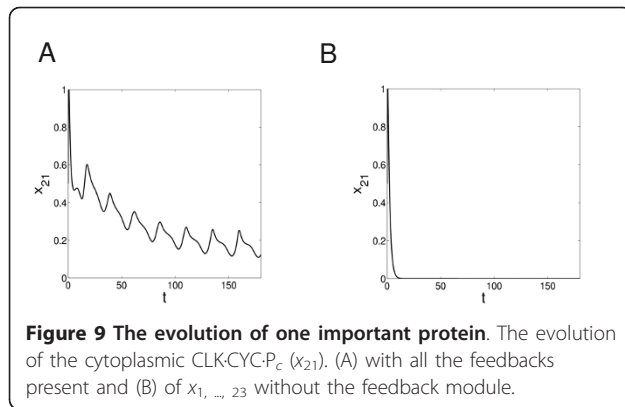 A
B
1
0.8
0.6
0.4
0.2
0
x21
0 50 100 150
t
1
0.8
0.6
0.4
0.2
0
x21
0 50 100 150
t
Figure 9 The evolution of one important protein. The evolution
of the cytoplasmic CLK·CYC·Pc (x21). (A) with all the feedbacks
present and (B) of x1, ..., 23 without the feedback module.